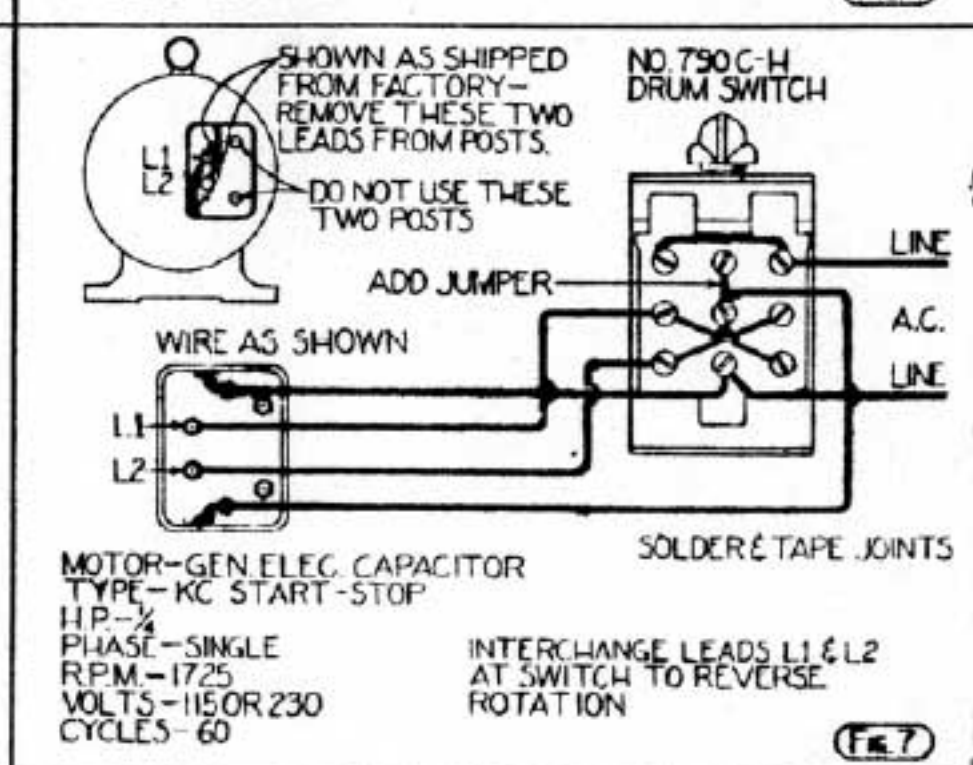 SHOWN AS SHIPPED
FROM FACTORY-
REMOVE THESE TWO
LEADS FROM POSTS.
NO. 790 C-H
DRUM SWITCH
L1
L2
DO NOT USE THESE
TWO POSTS
LINE
ADD JUMPER
A.C.
WIRE AS SHOWN
LINE
L1
L2
SOLDER & TAPE JOINTS
MOTOR-GEN. ELEC. CAPACITOR
TYPE-KC START-STOP
H.P.-¼
PHASE-SINGLE
R.P.M.-1725
VOLTS-115 OR 230
CYCLES-60
INTERCHANGE LEADS L1 & L2
AT SWITCH TO REVERSE
ROTATION
FIG. 7